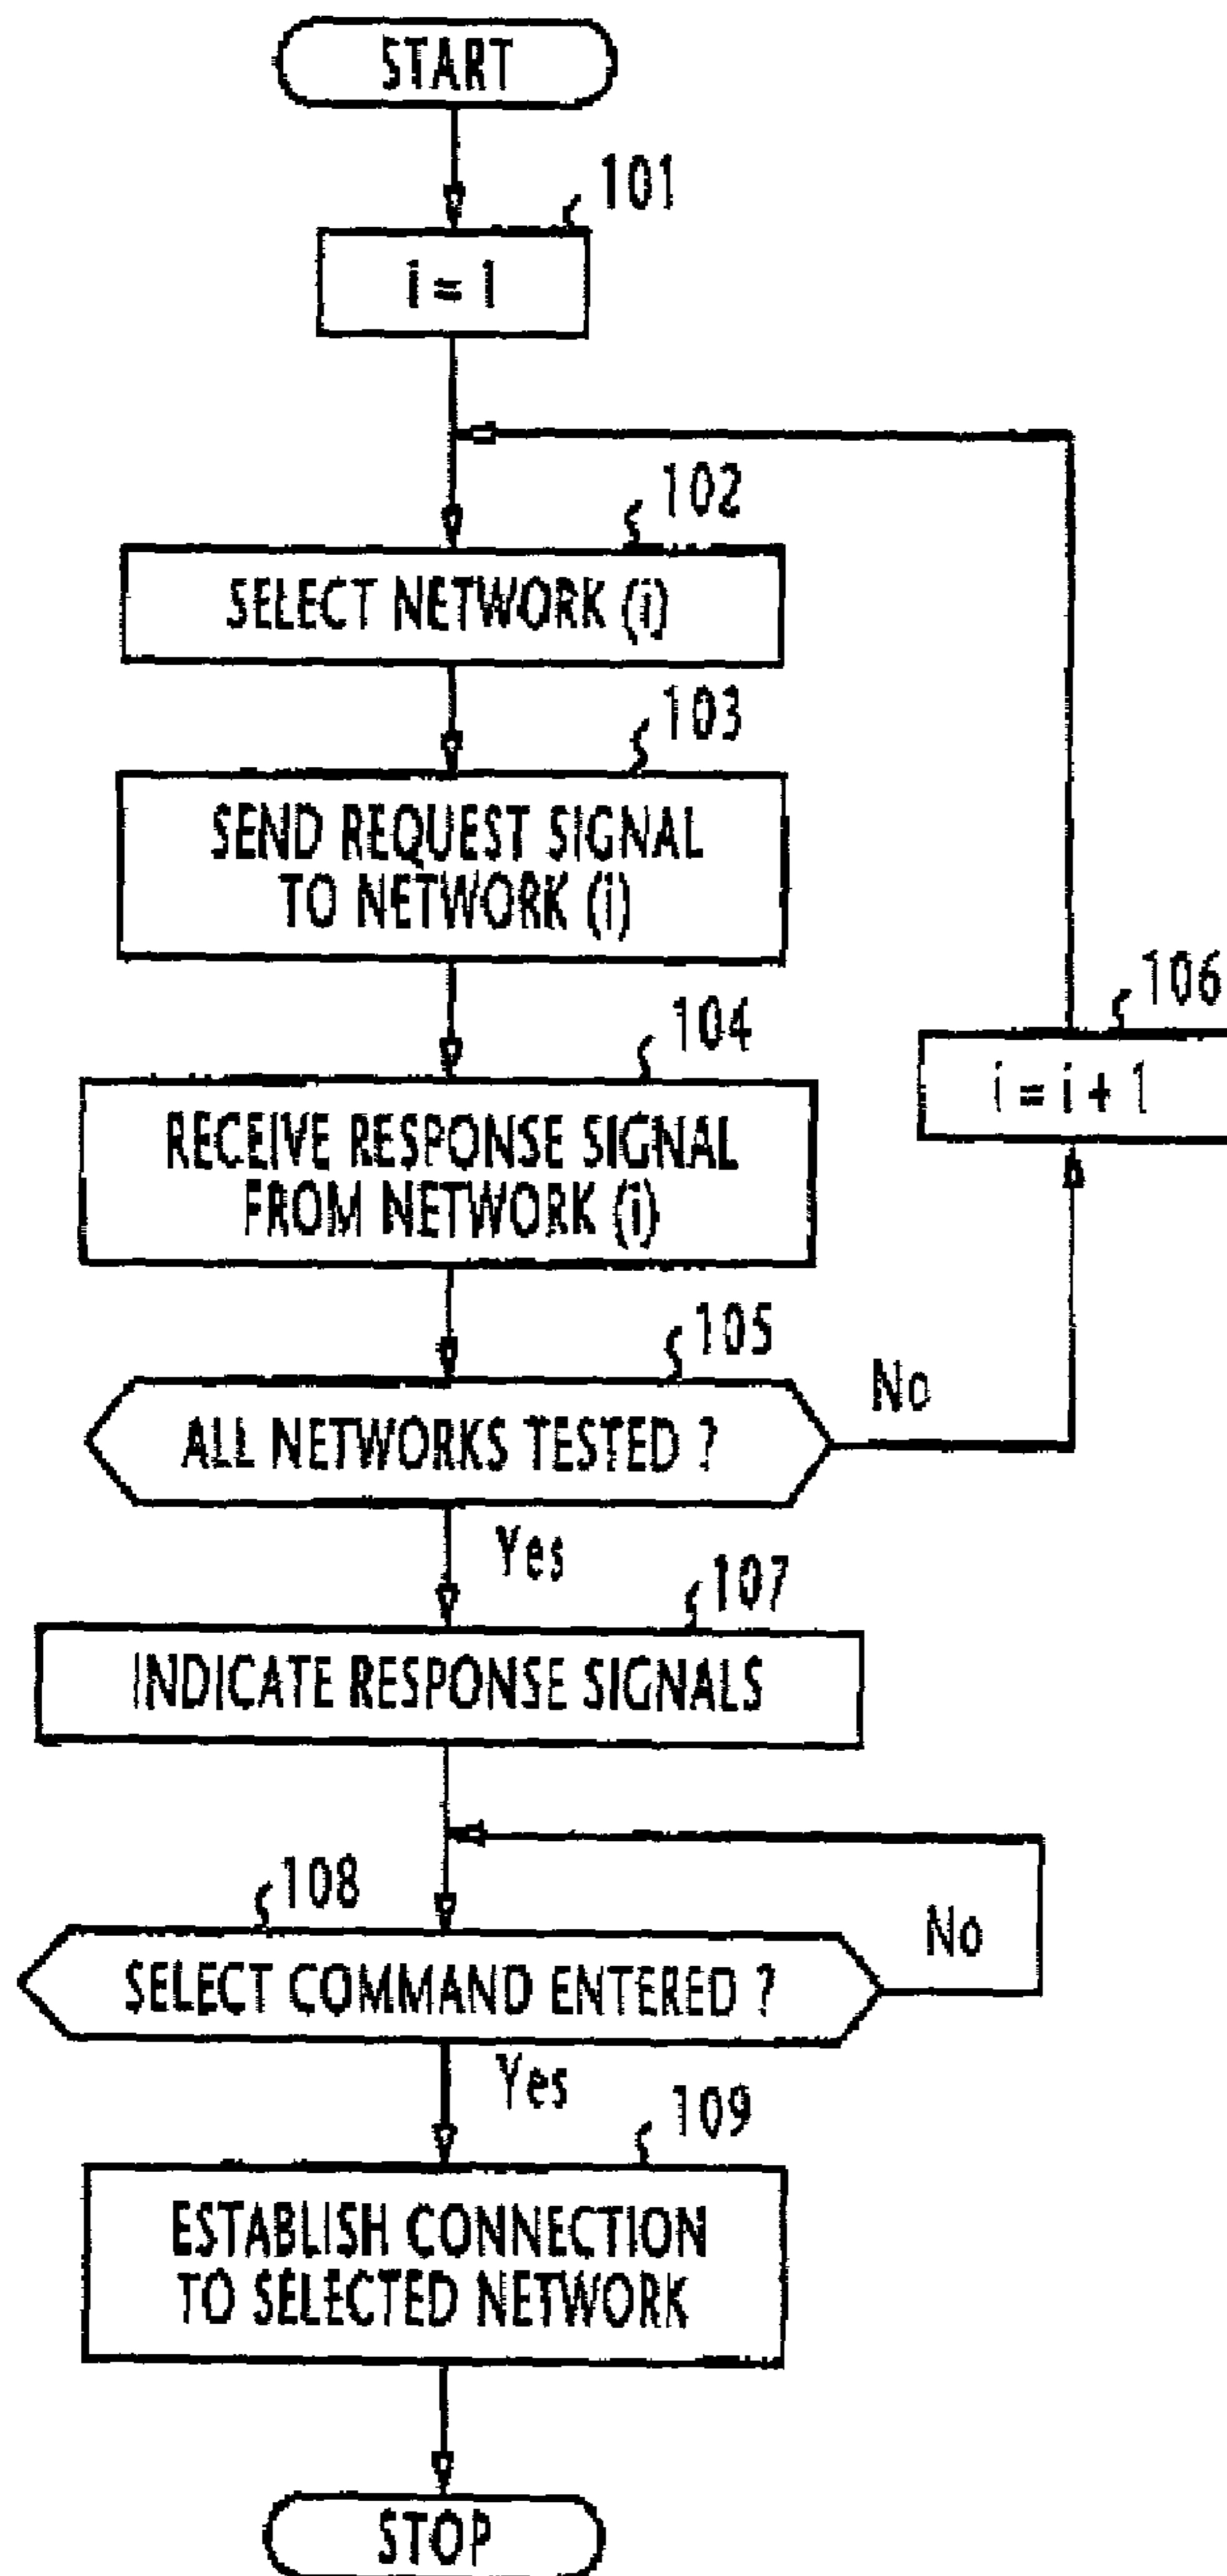 START
101
i = 1
102
SELECT NETWORK (i)
103
SEND REQUEST SIGNAL
TO NETWORK (i)
104
RECEIVE RESPONSE SIGNAL
FROM NETWORK (i)
106
i = i + 1
105
ALL NETWORKS TESTED ?
No
Yes
107
INDICATE RESPONSE SIGNALS
108
SELECT COMMAND ENTERED ?
No
Yes
109
ESTABLISH CONNECTION
TO SELECTED NETWORK
STOP